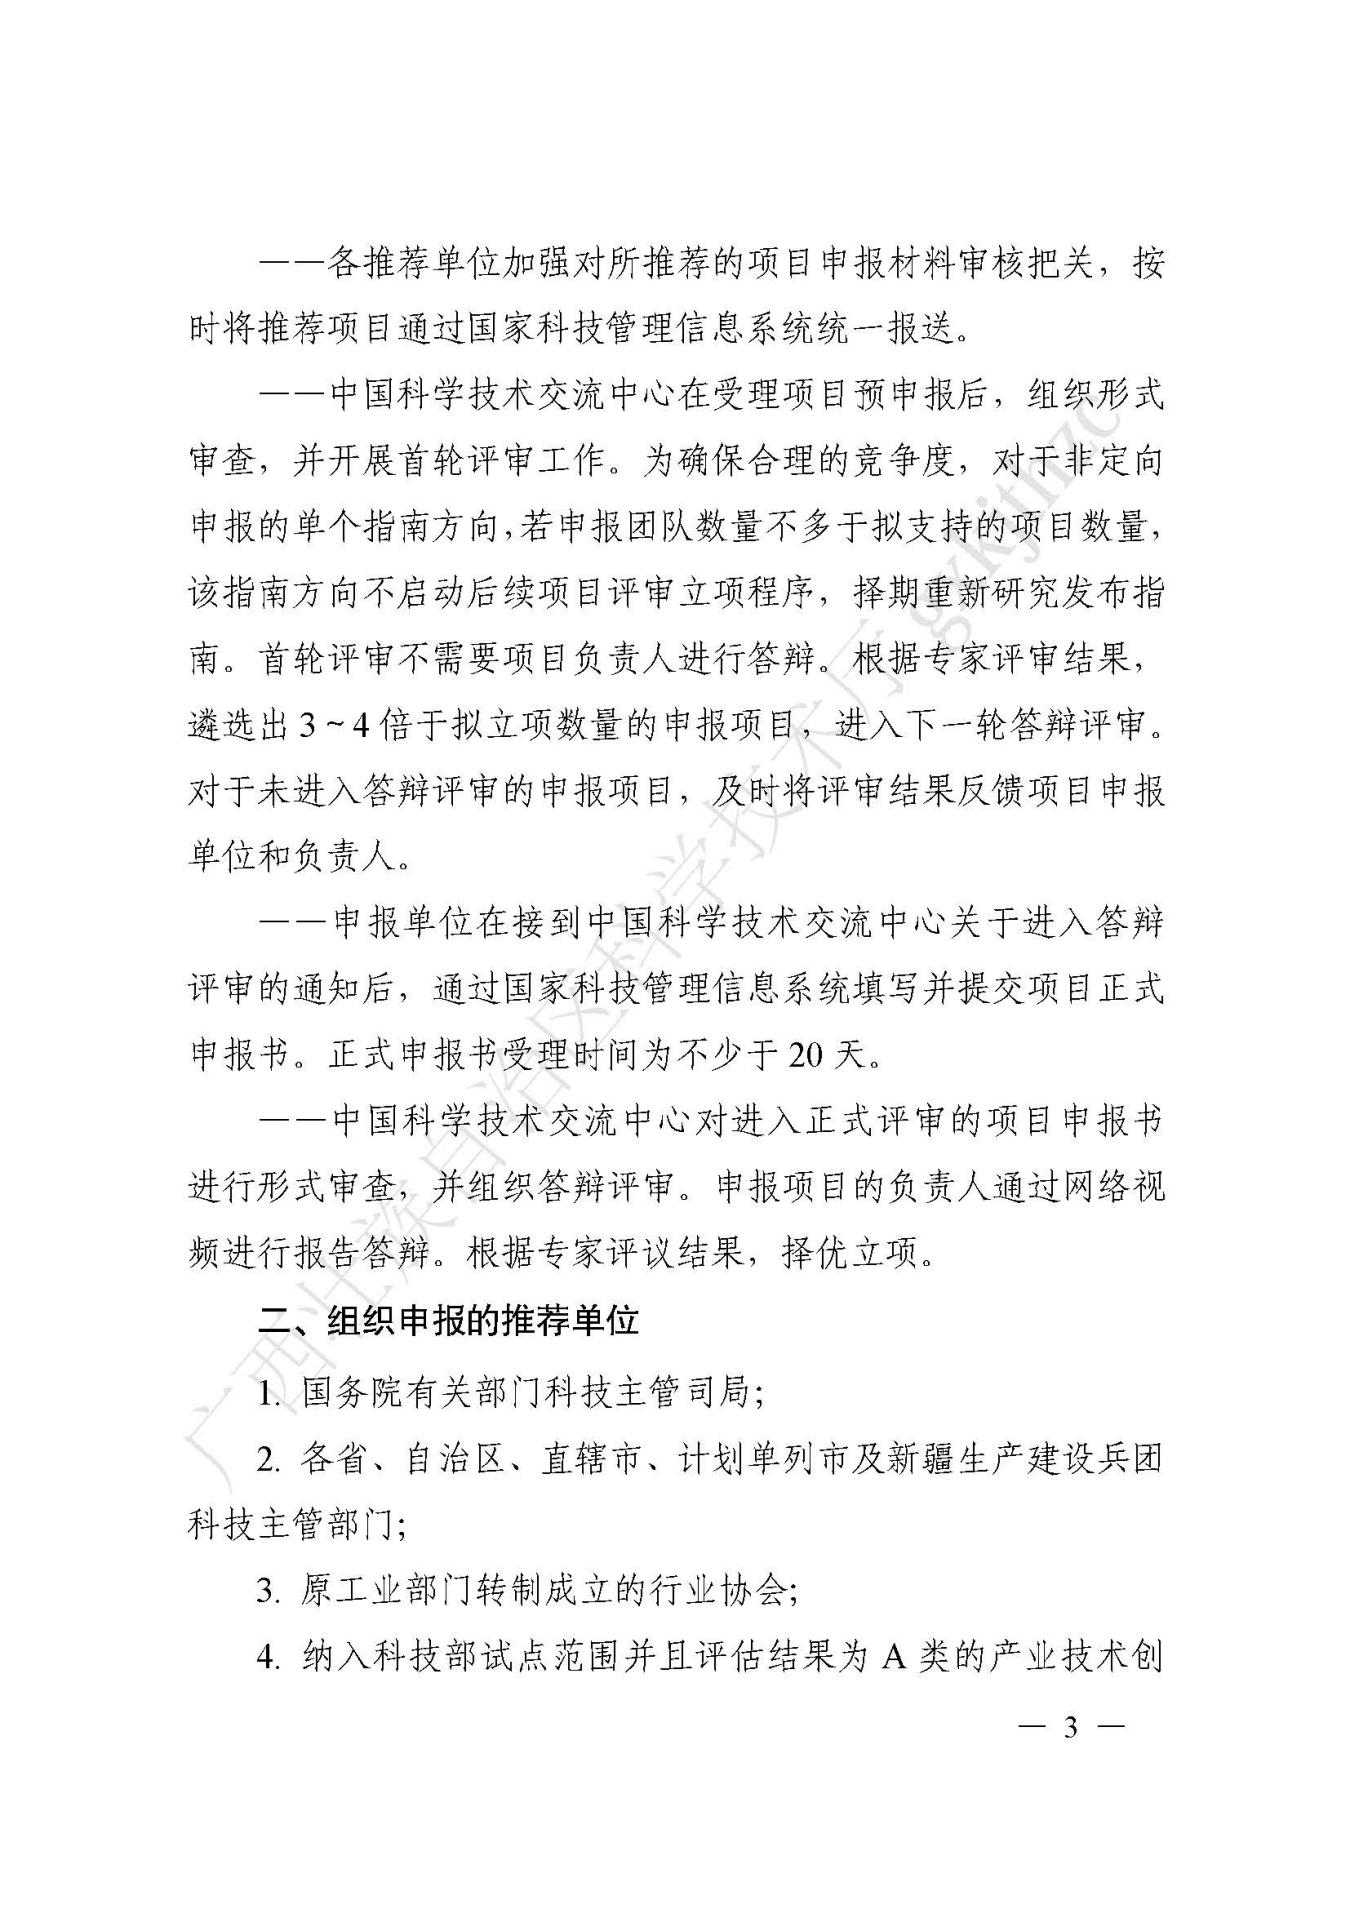 ——各推荐单位加强对所推荐的项目申报材料审核把关，按
时将推荐项目通过国家科技管理信息系统统一报送。
——中国科学技术交流中心在受理项目预申报后，组织形式
审查，并开展首轮评审工作。为确保合理的竞争度，对于非定向
申报的单个指南方向，若申报团队数量不多于拟支持的项目数量，
该指南方向不启动后续项目评审立项程序，择期重新研究发布指
南。首轮评审不需要项目负责人进行答辩。根据专家评审结果，
遴选出 3～4 倍于拟立项数量的申报项目，进入下一轮答辩评审。
对于未进入答辩评审的申报项目，及时将评审结果反馈项目申报
单位和负责人。
——申报单位在接到中国科学技术交流中心关于进入答辩
评审的通知后，通过国家科技管理信息系统填写并提交项目正式
申报书。正式申报书受理时间为不少于 20 天。
——中国科学技术交流中心对进入正式评审的项目申报书
进行形式审查，并组织答辩评审。申报项目的负责人通过网络视
频进行报告答辩。根据专家评议结果，择优立项。
二、组织申报的推荐单位
1. 国务院有关部门科技主管司局；
2. 各省、自治区、直辖市、计划单列市及新疆生产建设兵团
科技主管部门；
3. 原工业部门转制成立的行业协会；
4. 纳入科技部试点范围并且评估结果为 A 类的产业技术创
— 3 —
广西壮族自治区科学技术厅 gxkjthzc